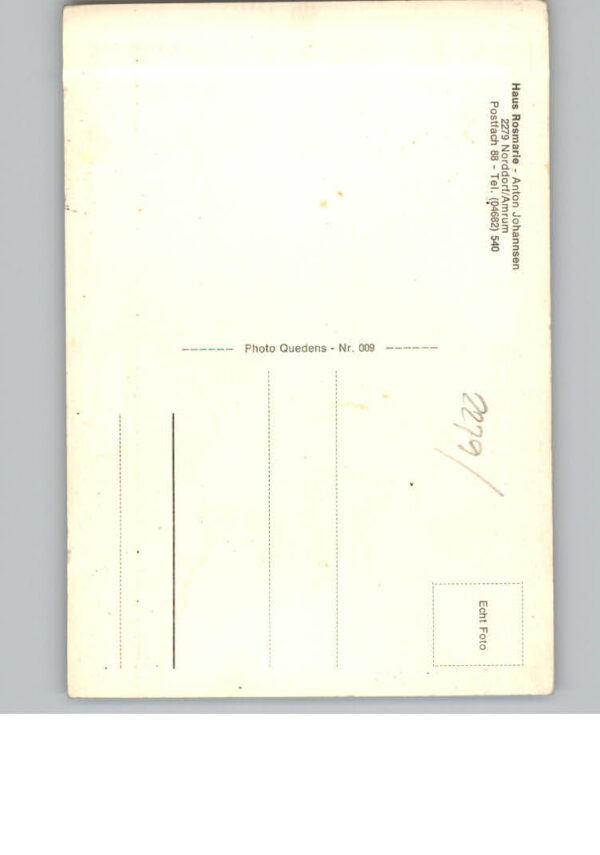 Haus Rosmarie - Anton Johannsen
2279 Norddorf/Amrum
Postfach 88 - Tel. (04682) 540
Photo Quedens - Nr. 009
2279/
Echt Foto